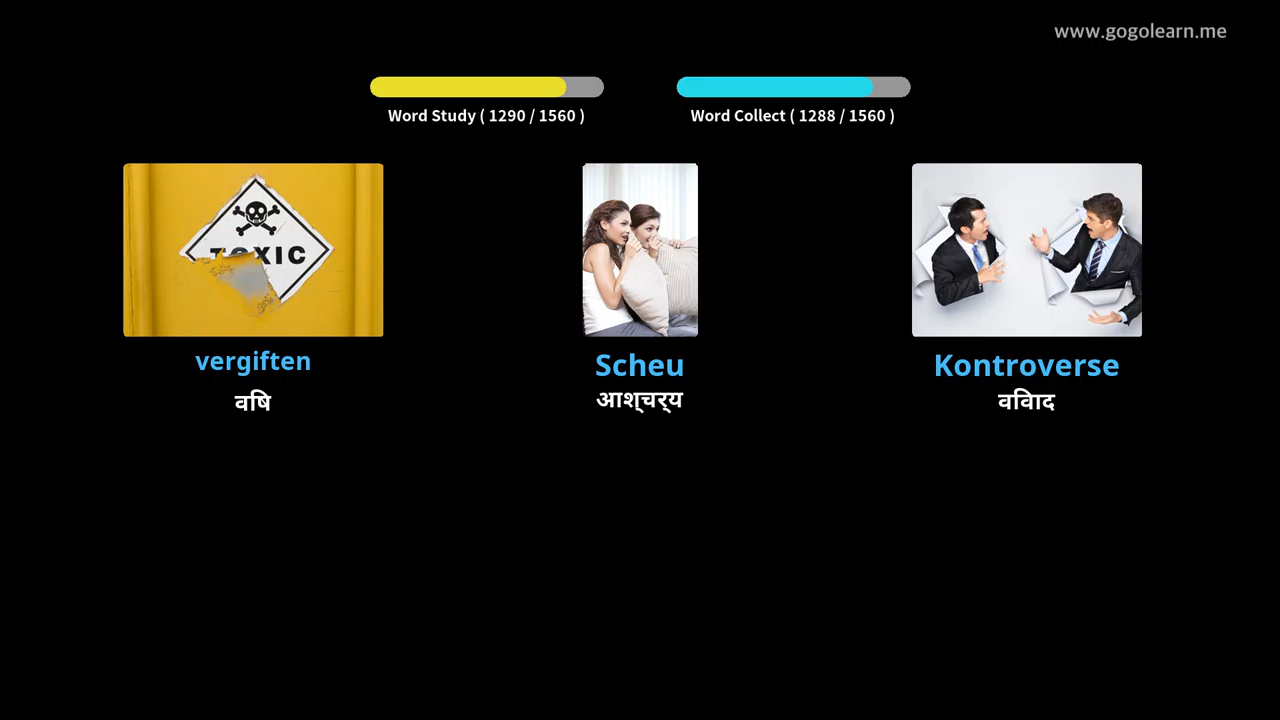 www.gogolearn.me
Word Study ( 1290 / 1560 )
Word Collect ( 1288 / 1560 )
TOXIC
vergiften
Scheu
Kontroverse
वषि
आश्चर्य
वविाद